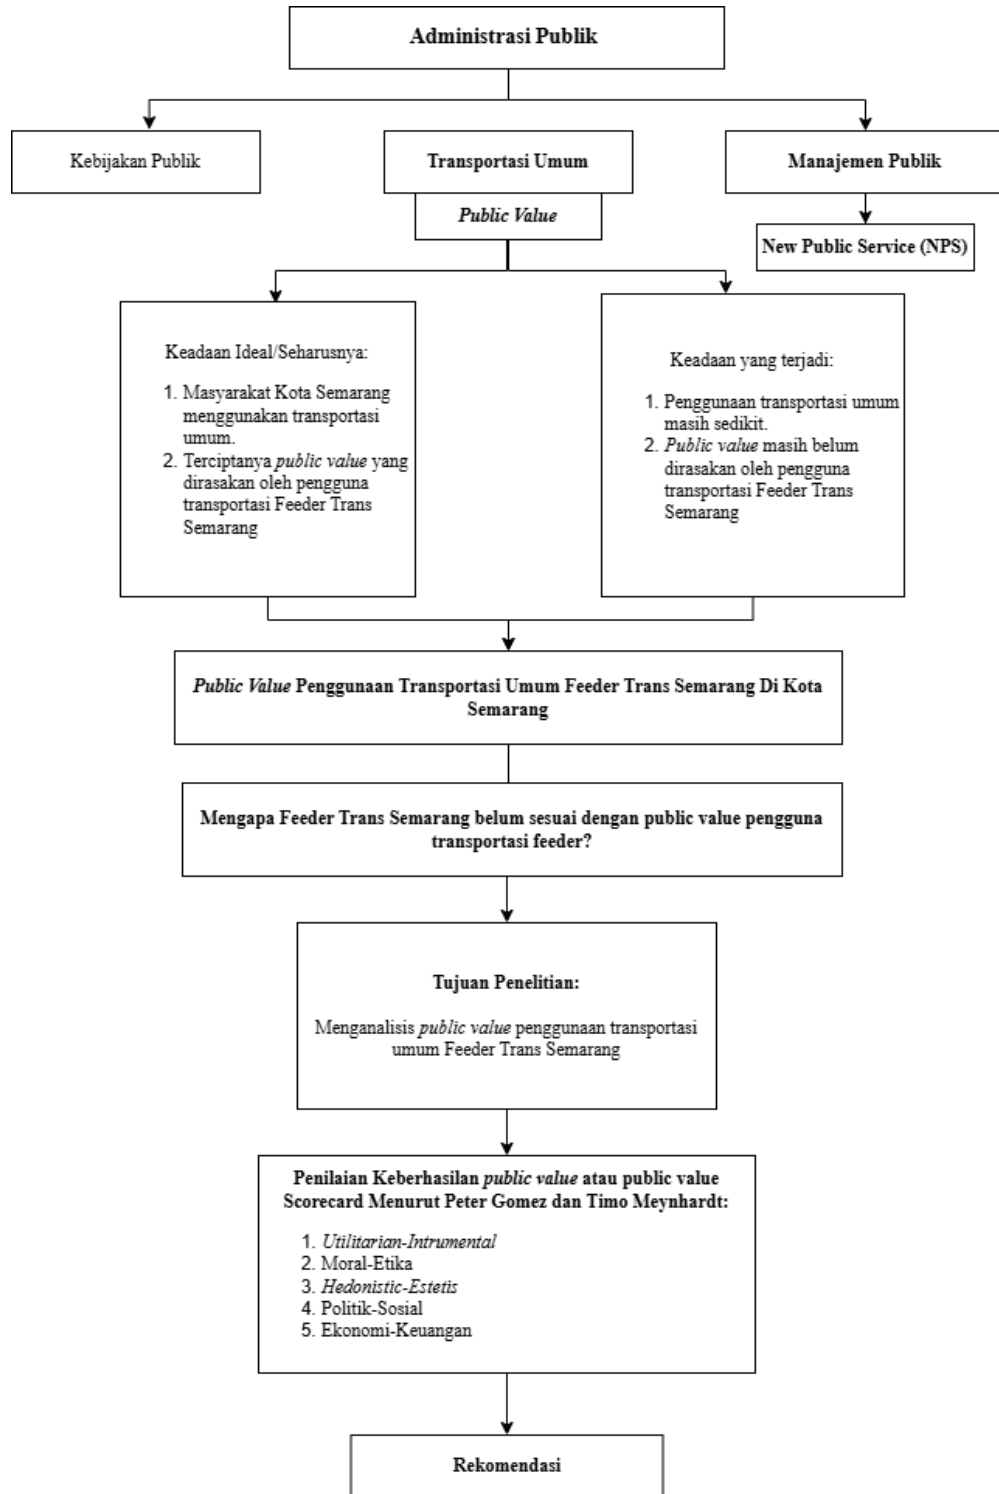 Administrasi Publik
Kebijakan Publik
Transportasi Umum
Manajemen Publik
Public Value
New Public Service (NPS)
Keadaan Ideal/Seharusnya:
1. Masyarakat Kota Semarang
menggunakan transportasi
umum.
2. Terciptanya public value yang
dirasakan oleh pengguna
transportasi Feeder Trans
Semarang
Keadaan yang terjadi:
1. Penggunaan transportasi umum
masih sedikit.
2. Public value masih belum
dirasakan oleh pengguna
transportasi Feeder Trans
Semarang
Public Value Penggunaan Transportasi Umum Feeder Trans Semarang Di Kota
Semarang
Mengapa Feeder Trans Semarang belum sesuai dengan public value pengguna
transportasi feeder?
Tujuan Penelitian:
Menganalisis public value penggunaan transportasi
umum Feeder Trans Semarang
Penilaian Keberhasilan public value atau public value
Scorecard Menurut Peter Gomez dan Timo Meynhardt:
1. Utilitarian-Intrumental
2. Moral-Etika
3. Hedonistic-Estetis
4. Politik-Sosial
5. Ekonomi-Keuangan
Rekomendasi